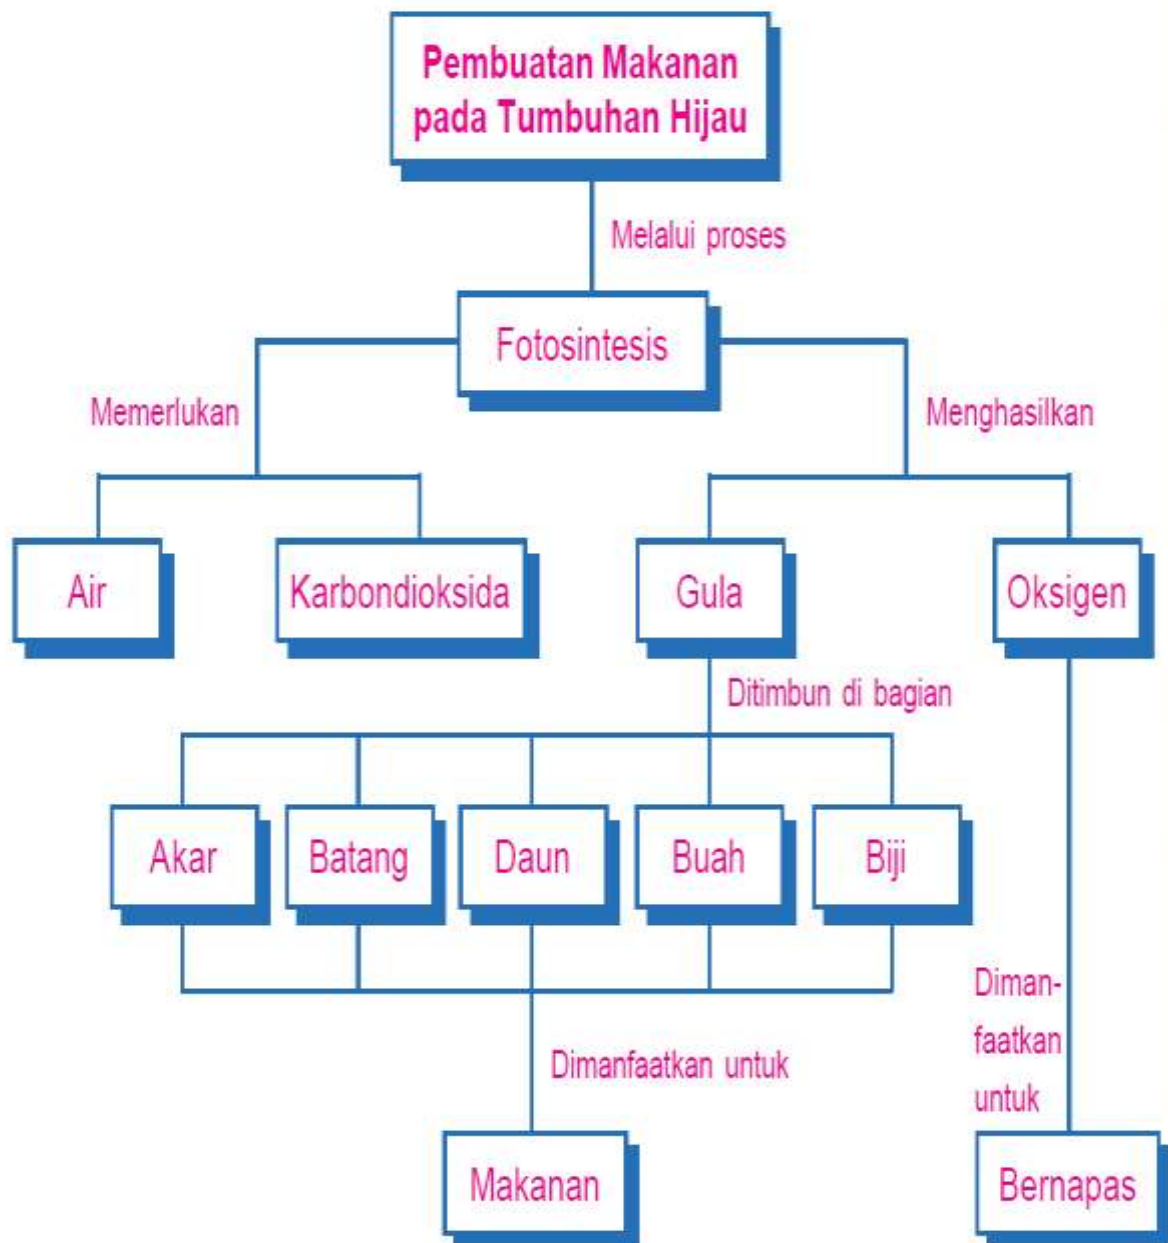 Pembuatan Makanan
pada Tumbuhan Hijau
Melalui proses
Fotosintesis
Memerlukan
Menghasilkan
Air
Karbondioksida
Gula
Oksigen
Ditimbun di bagian
Akar
Batang
Daun
Buah
Biji
Dimanfaatkan untuk
Diman-
faatkan
untuk
Makanan
Bernapas